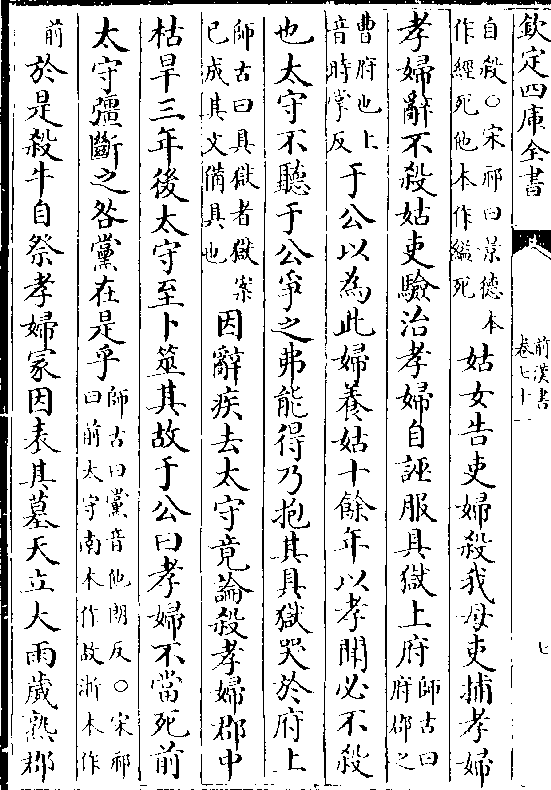 欽定四庫全書
前漢書
卷七十一
七
自殺○宋祁曰景德本
作經死他本作縊死
姑女告吏婦殺我母吏捕孝婦
孝婦辭不殺姑吏驗治孝婦自誣服具獄上府
師古曰
府郡之
曹府也上
音時掌反
于公以為此婦養姑十餘年以孝聞必不殺
也太守不聽于公爭之弗能得乃抱其具獄哭於府上
師古曰具獄者獄案
已成其文備具也
因辭疾去太守竟論殺孝婦郡中
枯旱三年後太守至卜筮其故于公曰孝婦不當死前
太守彊斷之咎黨在是乎
師古曰黨音他朗反○宋祁
曰前太守南本作故浙本作
前
於是殺牛自祭孝婦冢因表其墓天立大雨歲熟郡